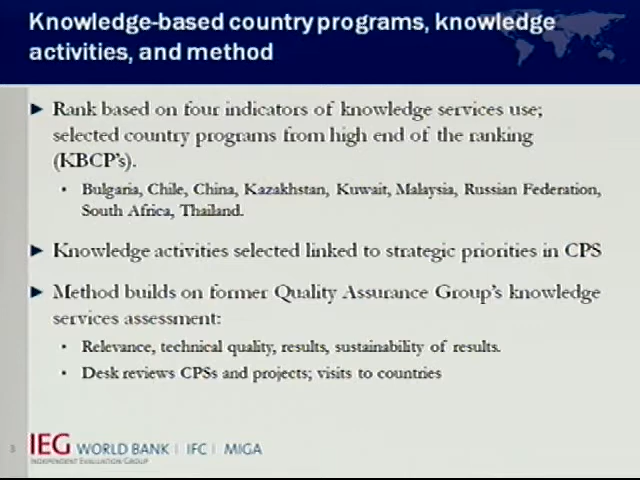 Knowledge-based country programs, knowledge
activities, and method
► Rank based on four indicators of knowledge services use;
selected country programs from high end of the ranking
(KBCP's).
• Bulgaria, Chile, China, Kazakhstan, Kuwait, Malaysia, Russian Federation,
South Africa, Thailand.
► Knowledge activities selected linked to strategic priorities in CPS
► Method builds on former Quality Assurance Group's knowledge
services assessment:
• Relevance, technical quality, results, sustainability of results.
• Desk reviews CPSs and projects; visits to countries
3 IEG WORLD BANK | IFC | MIGA
INDEPENDENT EVALUATION GROUP